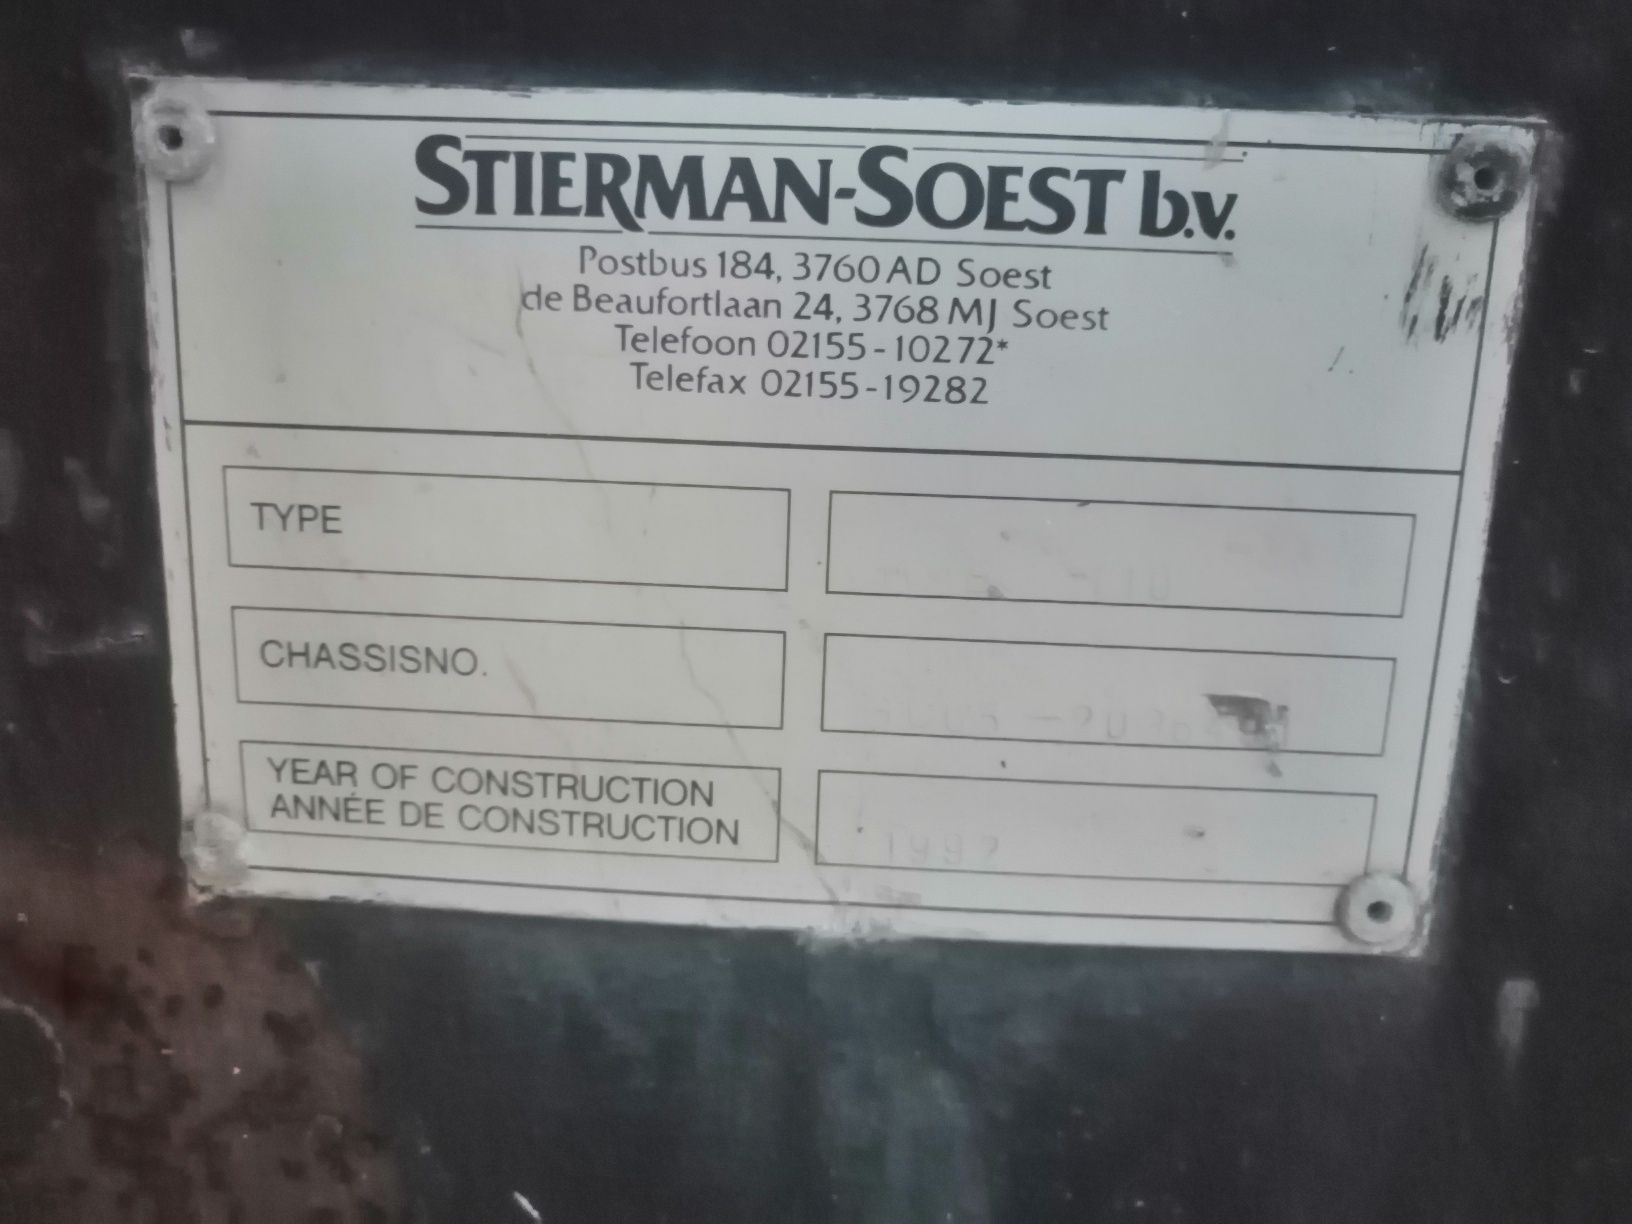 STIERMAN-SOEST b.v.
Postbus 184, 3760 AD Soest
de Beaufortlaan 24, 3768 MJ Soest
Telefoon 02155-10272*
Telefax 02155-19282
TYPE
CHASSISNO.
YEAR OF CONSTRUCTION
ANNÉE DE CONSTRUCTION
1992